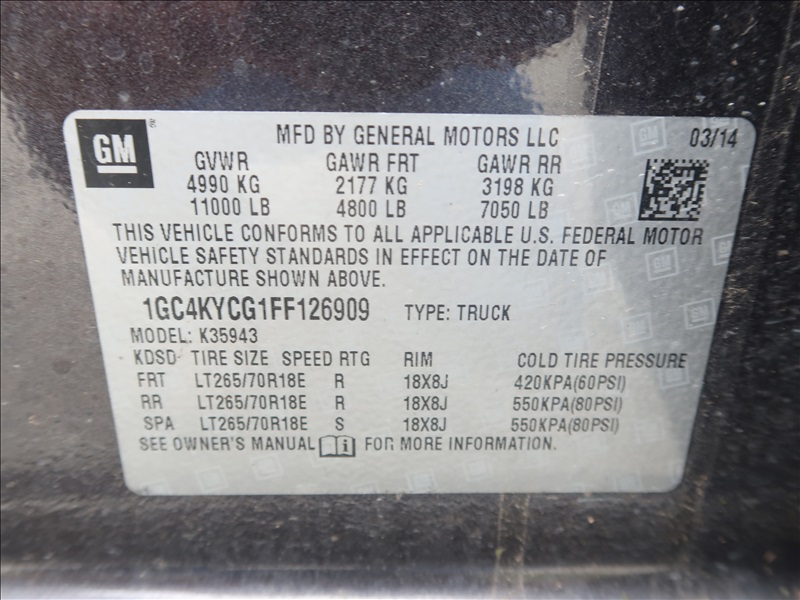 GM ® MFD BY GENERAL MOTORS LLC 03/14
GVWR GAWR FRT GAWR RR
4990 KG 2177 KG 3198 KG
11000 LB 4800 LB 7050 LB
THIS VEHICLE CONFORMS TO ALL APPLICABLE U.S. FEDERAL MOTOR
VEHICLE SAFETY STANDARDS IN EFFECT ON THE DATE OF
MANUFACTURE SHOWN ABOVE.
1GC4KYCG1FF126909 TYPE: TRUCK
MODEL: K35943
KDSD TIRE SIZE SPEED RTG RIM COLD TIRE PRESSURE
FRT LT265/70R18E R 18X8J 420KPA(60PSI)
RR LT265/70R18E R 18X8J 550KPA(80PSI)
SPA LT265/70R18E S 18X8J 550KPA(80PSI)
SEE OWNER'S MANUAL i FOR MORE INFORMATION.